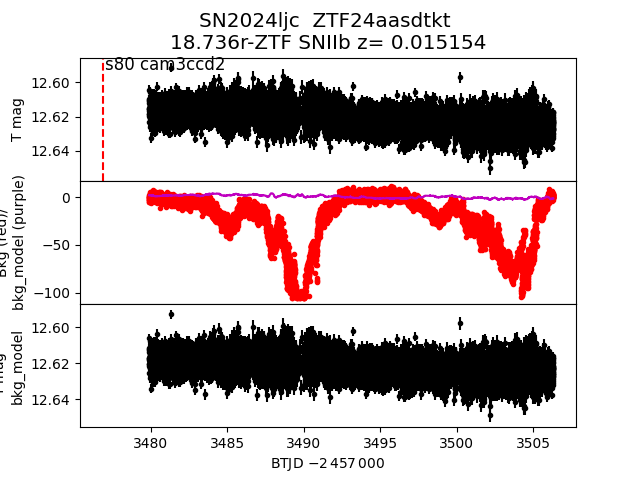 SN2024ljc  ZTF24aasdtkt
18.736r-ZTF SNIIb z= 0.015154
s80 cam3ccd2
12.60
12.62
12.64
T mag
0
−50
−100
Bkg (red)/
bkg_model (purple)
12.60
12.62
12.64
T mag
bkg_model
3480 3485 3490 3495 3500 3505
BTJD −2 457 000